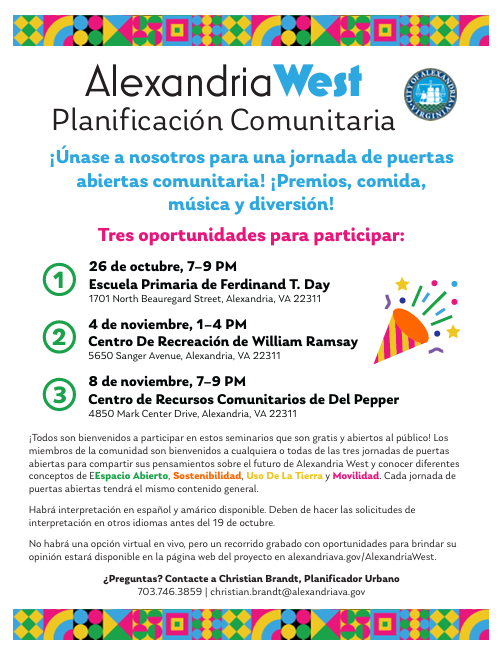 AlexandriaWest
CITY OF ALEXANDRIA
VIRGINIA
Planificación Comunitaria
¡Únase a nosotros para una jornada de puertas
abiertas comunitaria! ¡Premios, comida,
música y diversión!
Tres oportunidades para participar:
1
26 de octubre, 7–9 PM
Escuela Primaria de Ferdinand T. Day
1701 North Beauregard Street, Alexandria, VA 22311
2
4 de noviembre, 1–4 PM
Centro De Recreación de William Ramsay
5650 Sanger Avenue, Alexandria, VA 22311
3
8 de noviembre, 7–9 PM
Centro de Recursos Comunitarios de Del Pepper
4850 Mark Center Drive, Alexandria, VA 22311
¡Todos son bienvenidos a participar en estos seminarios que son gratis y abiertos al público! Los
miembros de la comunidad son bienvenidos a cualquiera o todas de las tres jornadas de puertas
abiertas para compartir sus pensamientos sobre el futuro de Alexandria West y conocer diferentes
conceptos de EEspacio Abierto, Sostenibilidad, Uso De La Tierra y Movilidad. Cada jornada de
puertas abiertas tendrá el mismo contenido general.
Habrá interpretación en español y amárico disponible. Deben de hacer las solicitudes de
interpretación en otros idiomas antes del 19 de octubre.
No habrá una opción virtual en vivo, pero un recorrido grabado con oportunidades para brindar su
opinión estará disponible en la página web del proyecto en alexandriava.gov/AlexandriaWest.
¿Preguntas? Contacte a Christian Brandt, Planificador Urbano
703.746.3859 | christian.brandt@alexandriava.gov